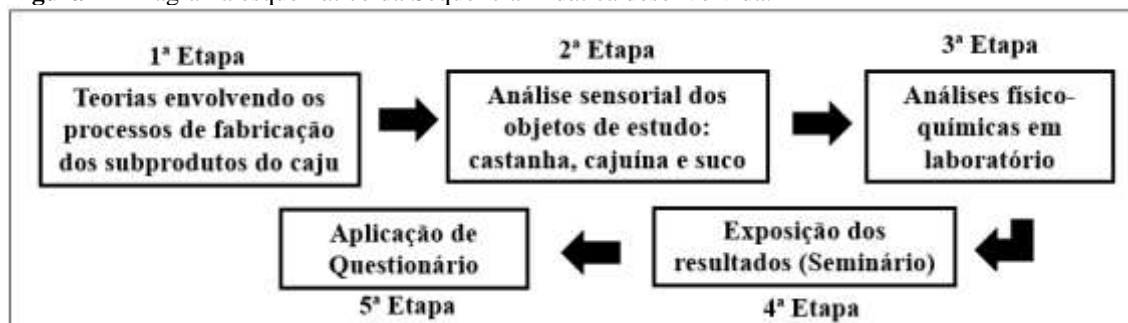 1ª Etapa
Teorias envolvendo os
processos de fabricação
dos subprodutos do caju
2ª Etapa
Análise sensorial dos
objetos de estudo:
castanha, cajuína e suco
3ª Etapa
Análises físico-
químicas em
laboratório
Exposição dos
resultados (Seminário)
4ª Etapa
Aplicação de
Questionário
5ª Etapa